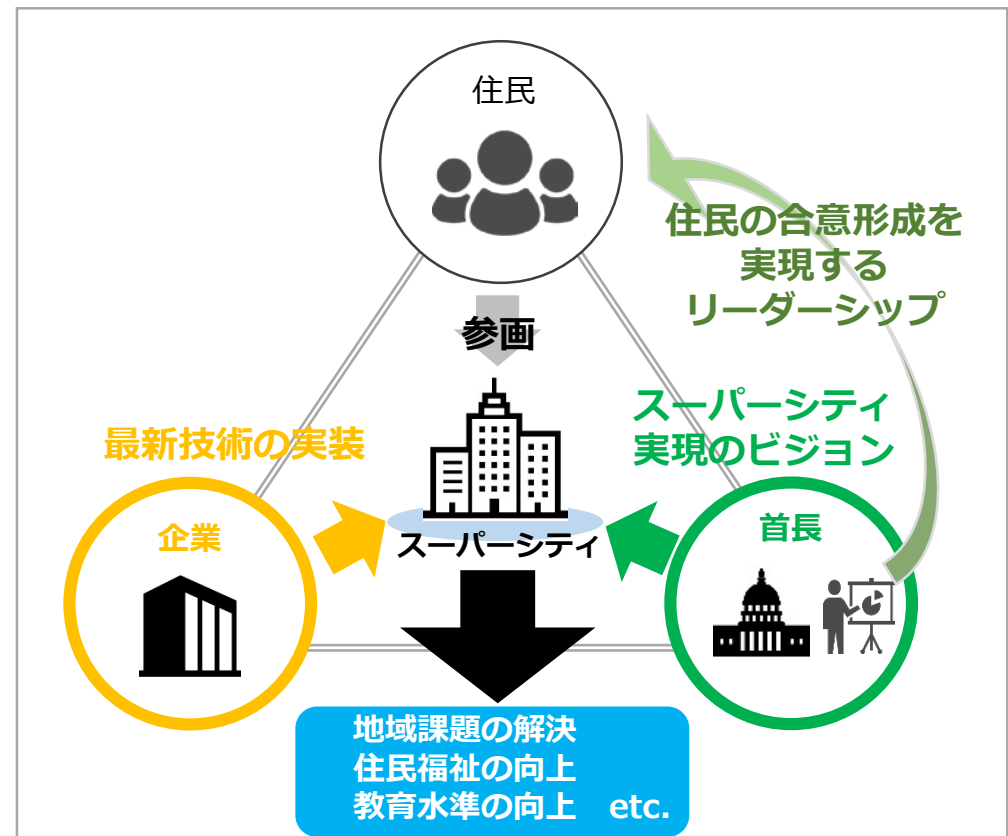 住民
住民の合意形成を
実現する
リーダーシップ
参画
スーパーシティ
実現のビジョン
最新技術の実装
企業
首長
スーパーシティ
地域課題の解決
住民福祉の向上
教育水準の向上 etc.